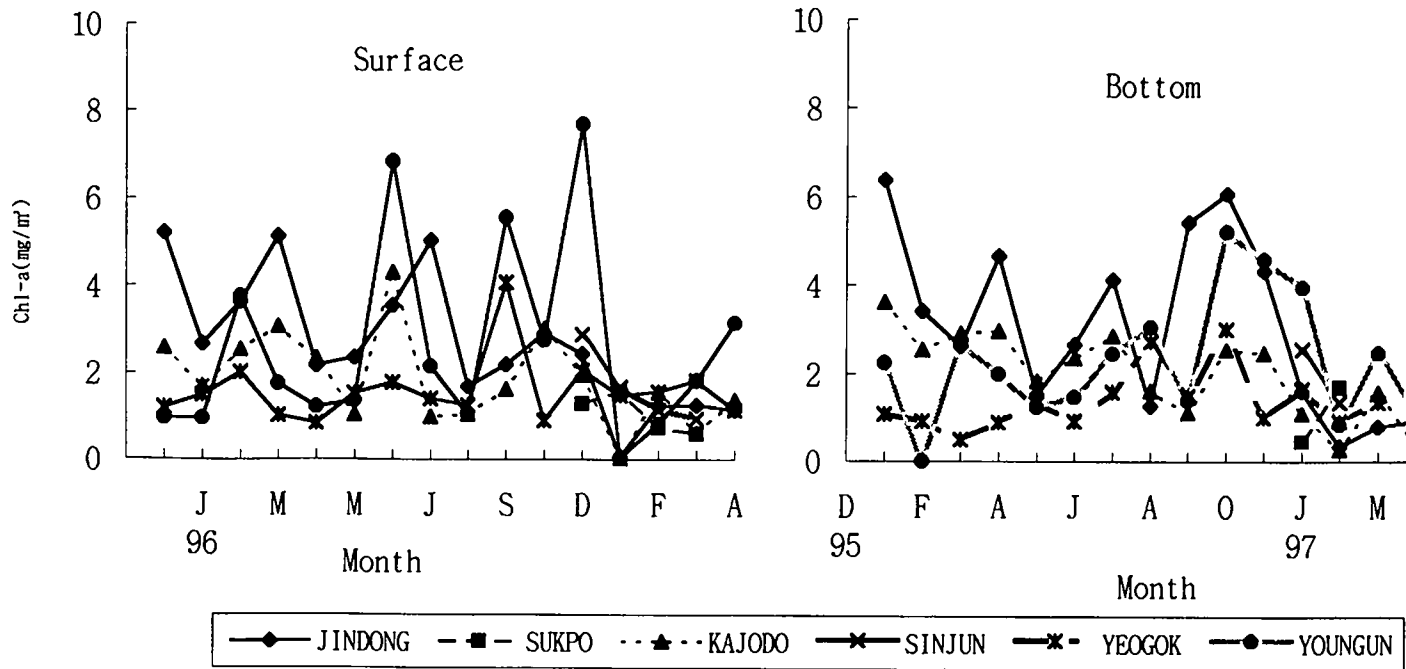 Surface
Chl-a(mg/㎥)
10
8
6
4
2
0
J M M J S D F A
96
Month
Bottom
10
8
6
4
2
0
D F A J A O J M
95 97
Month
JINDONG SUKPO KAJODO SINJUN YEOGOK YOUNGUN